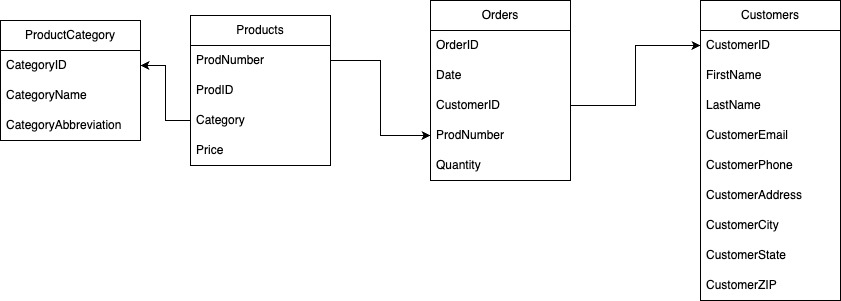 ProductCategory
CategoryID
CategoryName
CategoryAbbreviation
Products
ProdNumber
ProdID
Category
Price
Orders
OrderID
Date
CustomerID
ProdNumber
Quantity
Customers
CustomerID
FirstName
LastName
CustomerEmail
CustomerPhone
CustomerAddress
CustomerCity
CustomerState
CustomerZIP